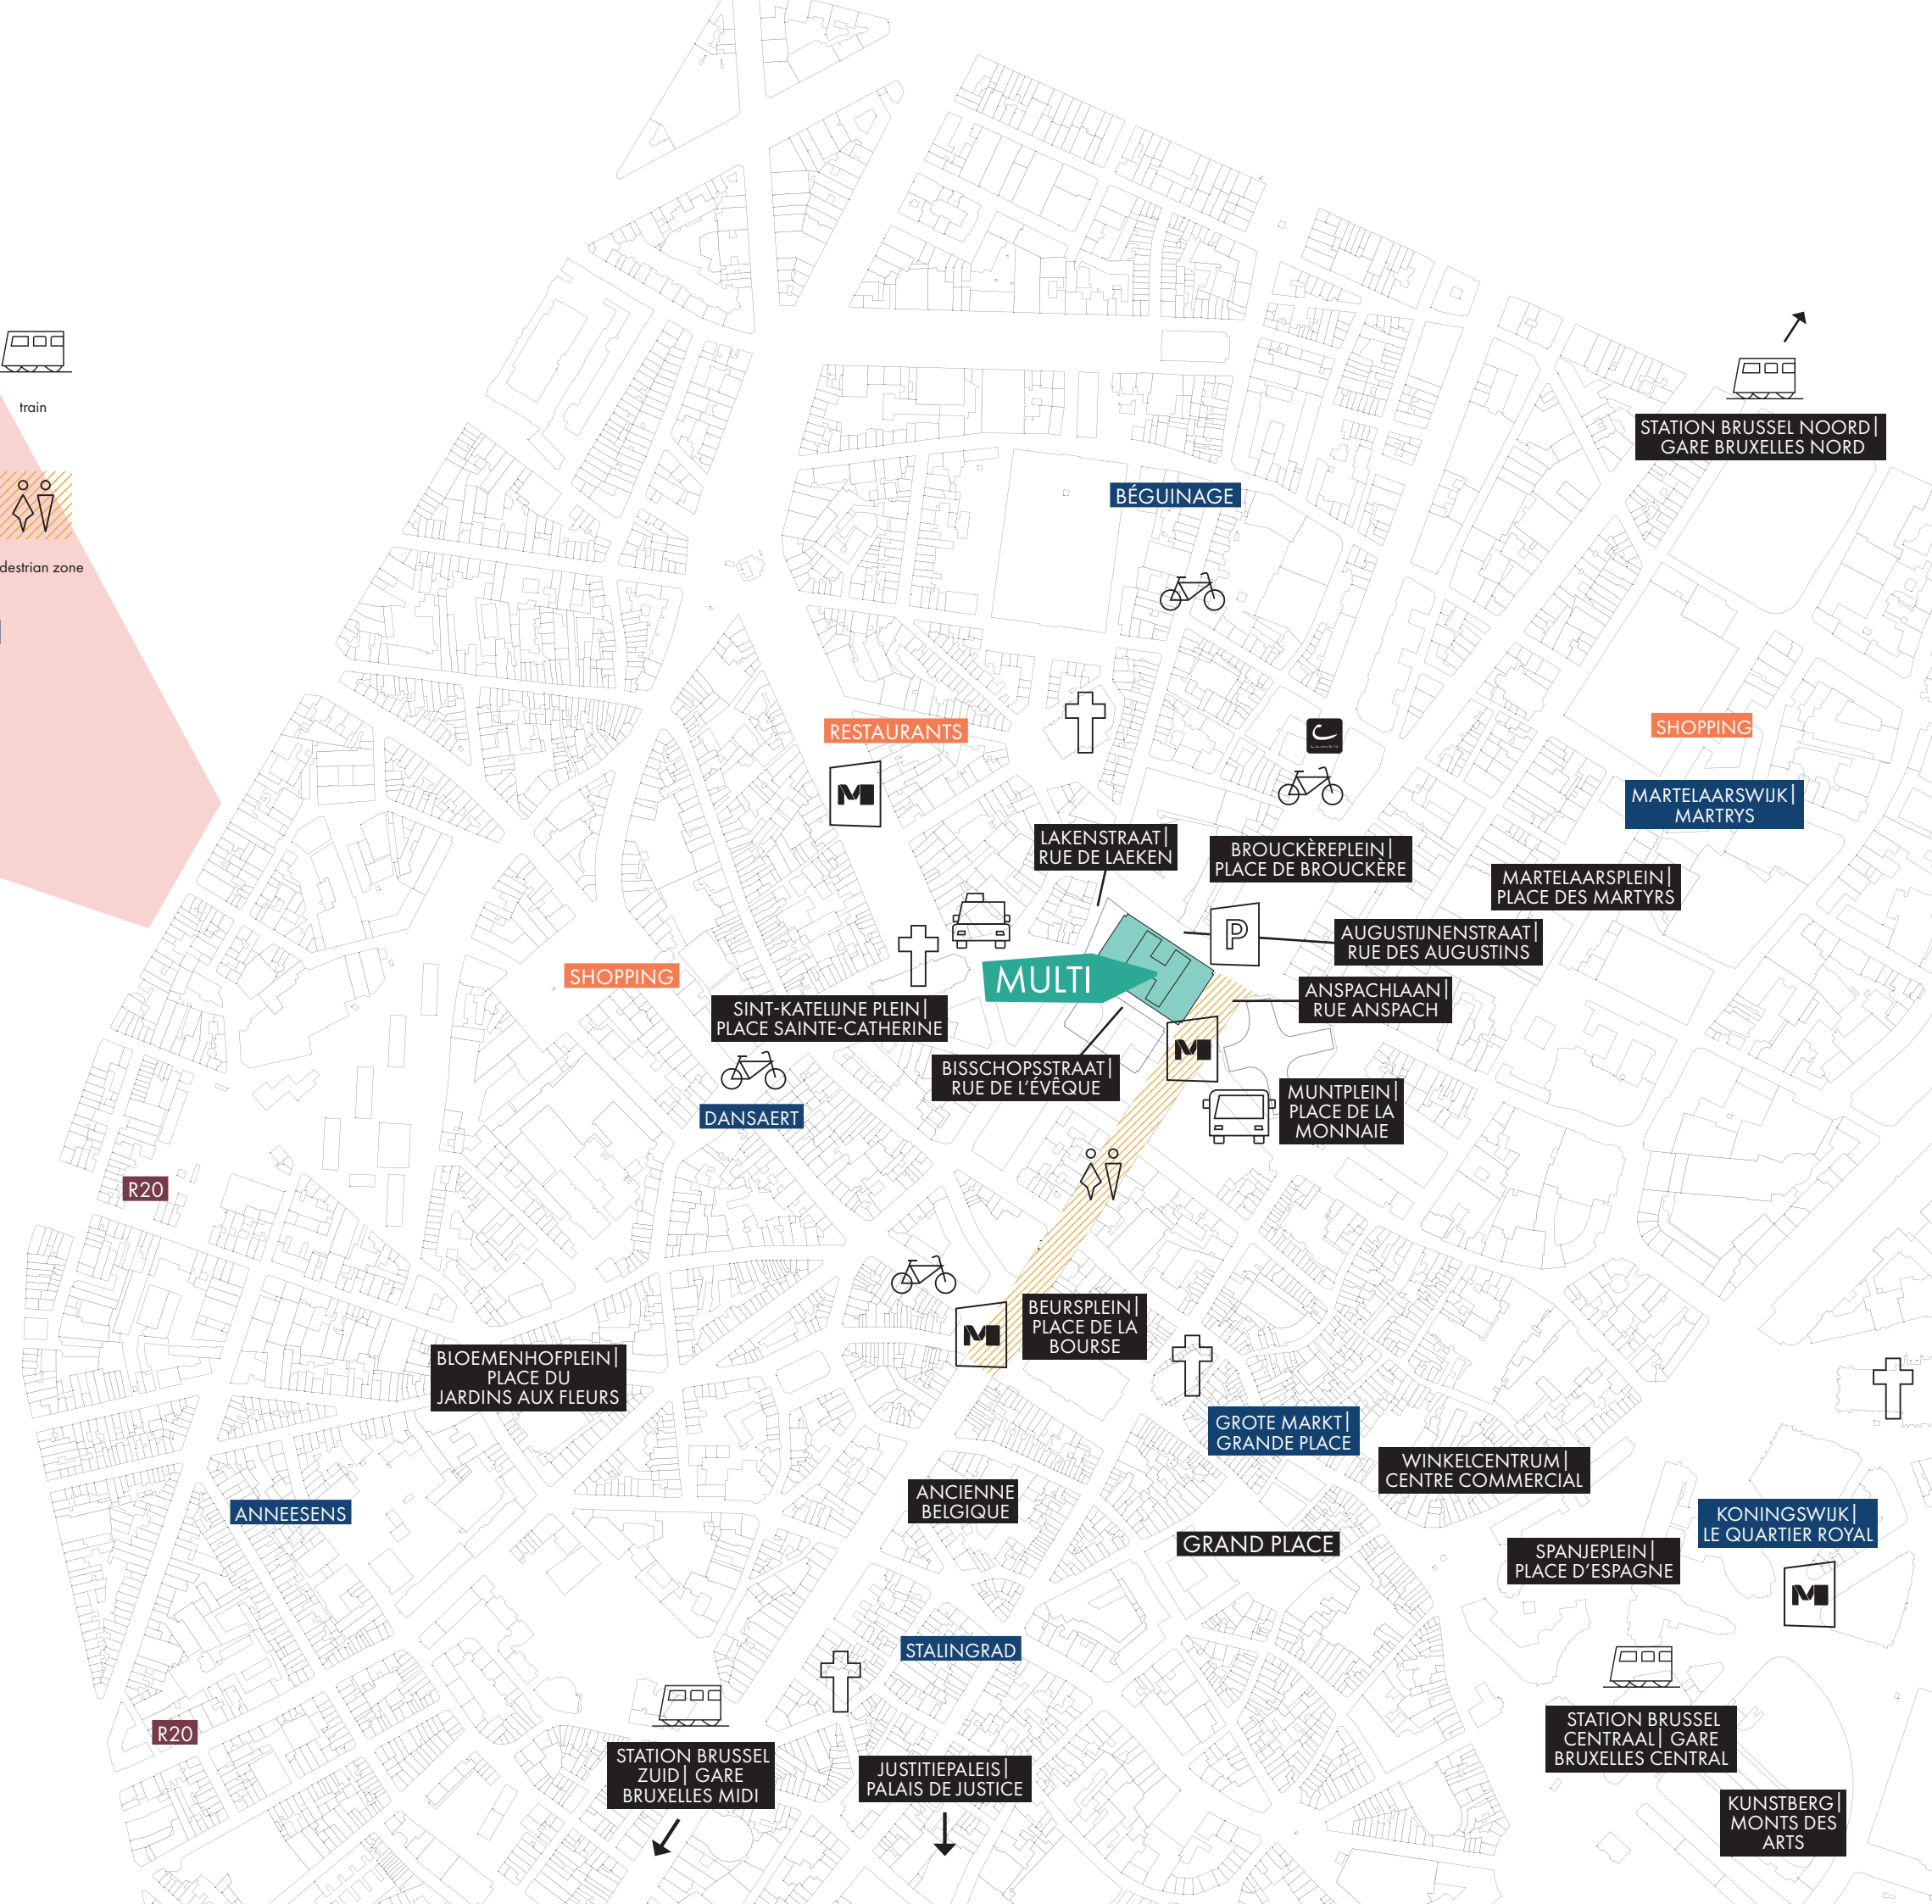 train
STATION BRUSSEL NOORD|
GARE BRUXELLES NORD
BÉGUINAGE
destrian zone
RESTAURANTS
SHOPPING
M
MARTELAARSWIJK|
MARTRYS
LAKENSTRAAT|
RUE DE LAEKEN
BROUCKÈREPLEIN|
PLACE DE BROUCKÈRE
MARTELAARSPLEIN|
PLACE DES MARTYRS
P
AUGUSTIJNENSTRAAT|
RUE DES AUGUSTINS
SHOPPING
MULTI
ANSPACHLAAN|
RUE ANSPACH
SINT-KATELIJNE PLEIN|
PLACE SAINTE-CATHERINE
M
BISSCHOPSSTRAAT|
RUE DE L'ÉVÊQUE
MUNTPLEIN|
PLACE DE LA
MONNAIE
DANSAERT
R20
BEURSPLEIN|
PLACE DE LA
BOURSE
M
BLOEMENHOFPLEIN|
PLACE DU
JARDINS AUX FLEURS
GROTE MARKT|
GRANDE PLACE
WINKELCENTRUM|
CENTRE COMMERCIAL
ANCIENNE
BELGIQUE
ANNEESENS
KONINGSWIJK|
LE QUARTIER ROYAL
GRAND PLACE
SPANJEPLEIN|
PLACE D'ESPAGNE
M
STALINGRAD
R20
STATION BRUSSEL
CENTRAAL| GARE
BRUXELLES CENTRAL
STATION BRUSSEL
ZUID| GARE
BRUXELLES MIDI
JUSTITIEPALEIS|
PALAIS DE JUSTICE
KUNSTBERG|
MONTS DES
ARTS